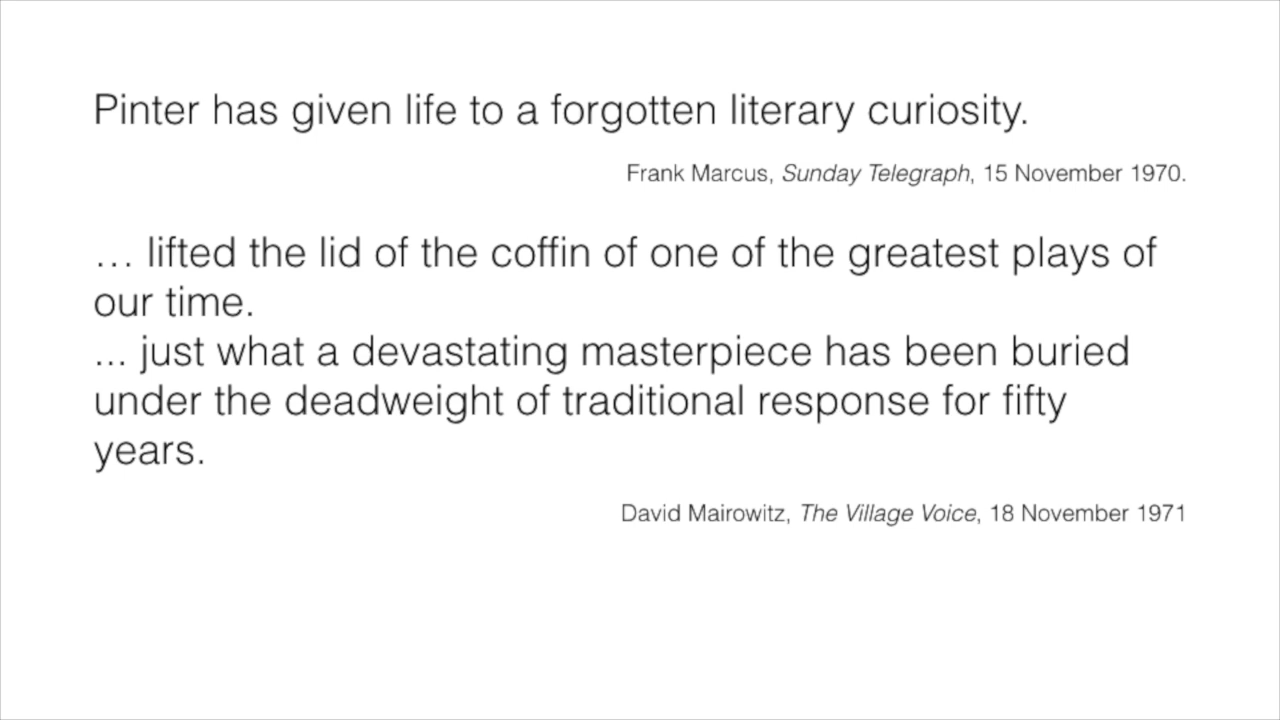 Pinter has given life to a forgotten literary curiosity.
Frank Marcus, Sunday Telegraph, 15 November 1970.
… lifted the lid of the coffin of one of the greatest plays of
our time.
... just what a devastating masterpiece has been buried
under the deadweight of traditional response for fifty
years.
David Mairowitz, The Village Voice, 18 November 1971